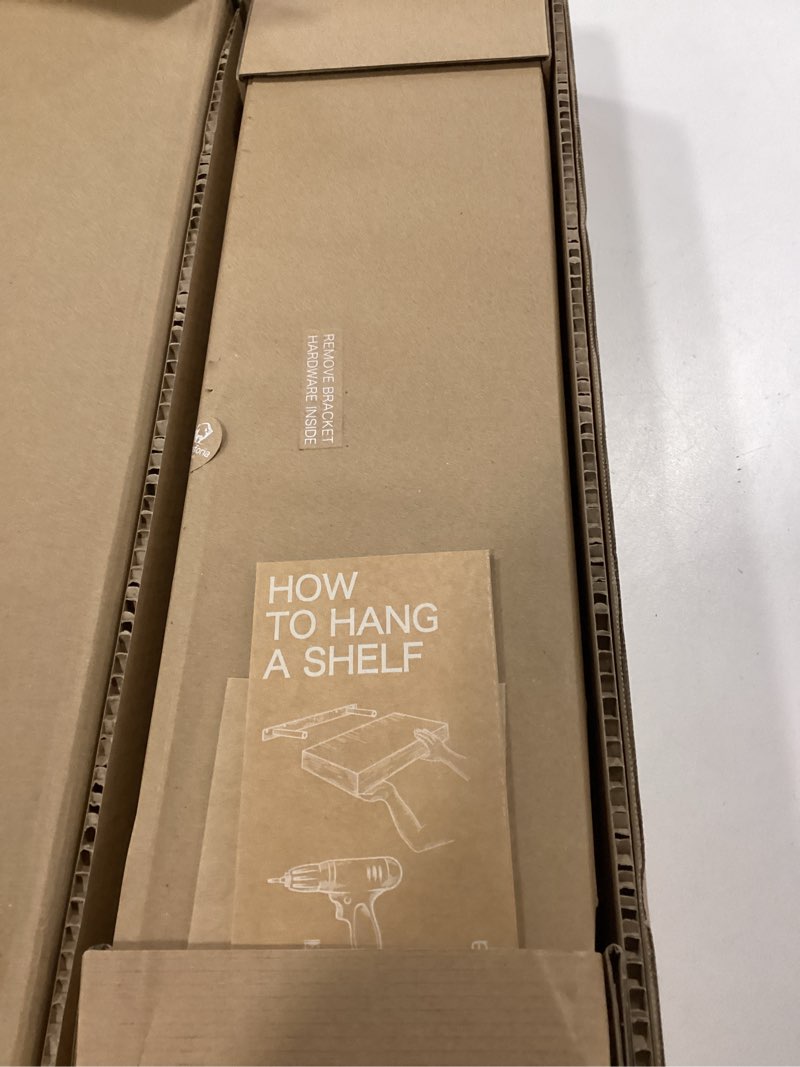 REMOVE BRACKET
HARDWARE INSIDE
HOW
TO HANG
A SHELF